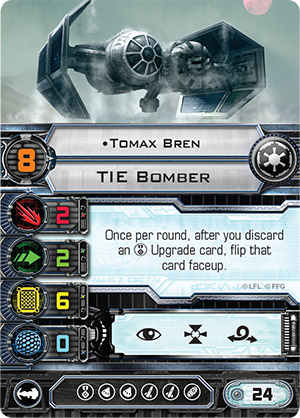 •Tomax Bren
8
TIE Bomber
2
2
6
0
Once per round, after you discard
an Upgrade card, flip that
card faceup.
©LFL ©FFG
24